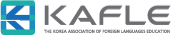 KAFLE
THE KOREA ASSOCIATION OF FOREIGN LANGUAGES EDUCATION